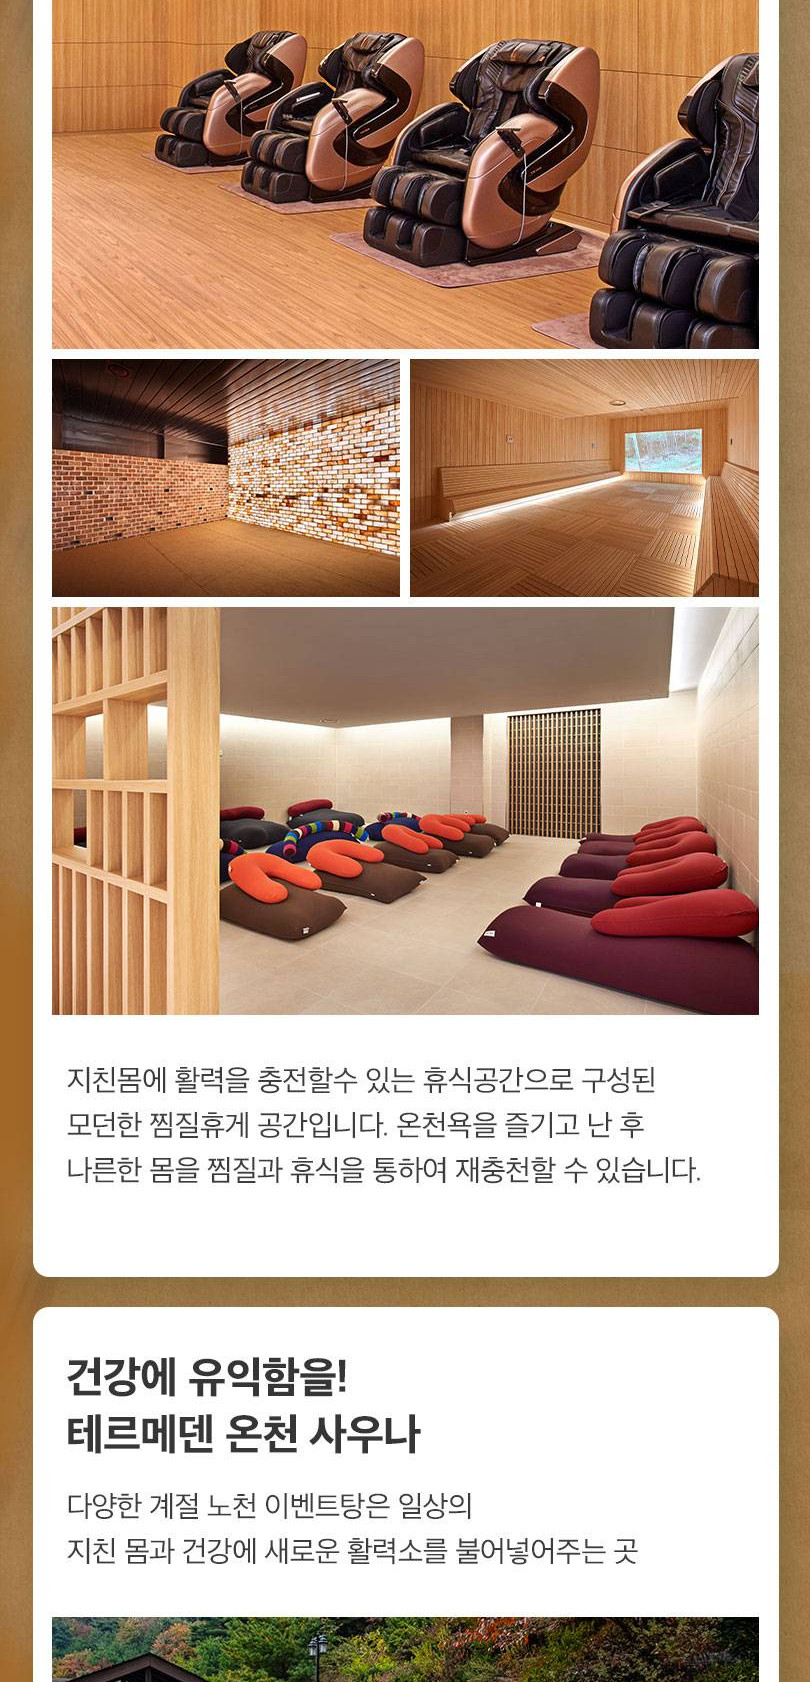 지친몸에 활력을 충전할수 있는 휴식공간으로 구성된
모던한 찜질휴게 공간입니다. 온천욕을 즐기고 난 후
나른한 몸을 찜질과 휴식을 통하여 재충천할 수 있습니다.
건강에 유익함을!
테르메덴 온천 사우나
다양한 계절 노천 이벤트탕은 일상의
지친 몸과 건강에 새로운 활력소를 불어넣어주는 곳